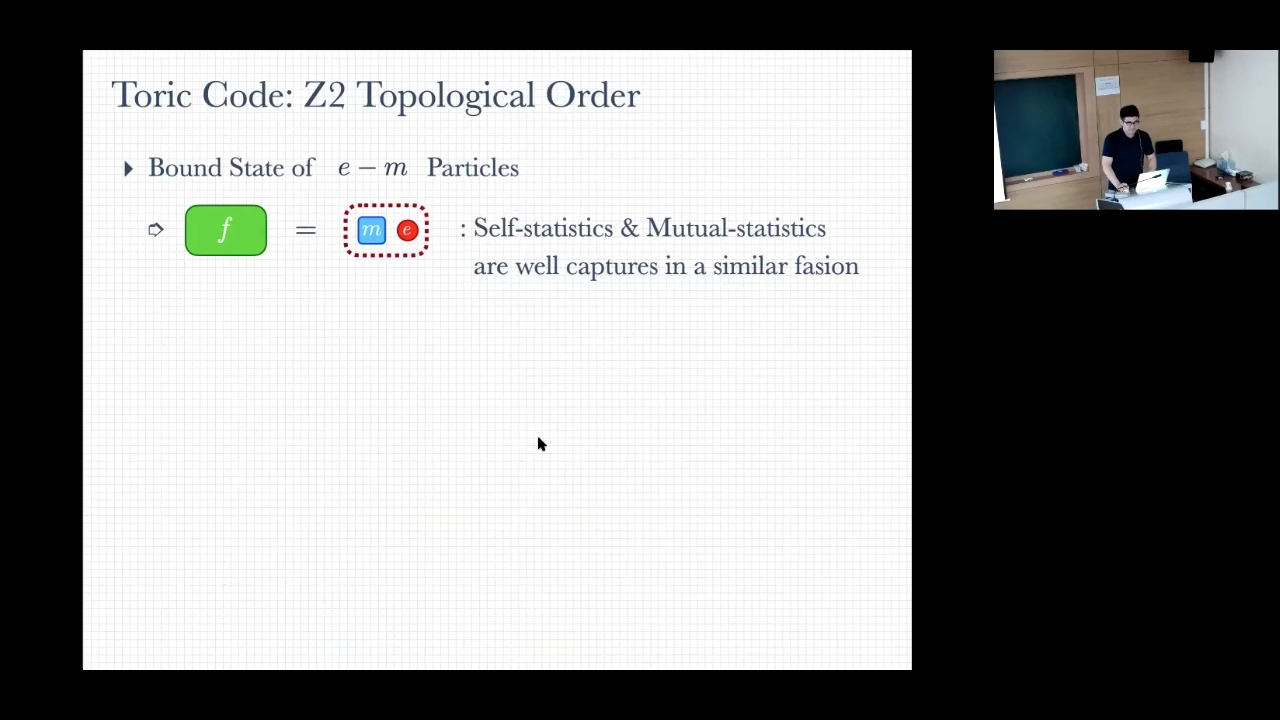 Toric Code: Z2 Topological Order
Bound State of e − m Particles
f = m e : Self-statistics & Mutual-statistics
are well captures in a similar fasion